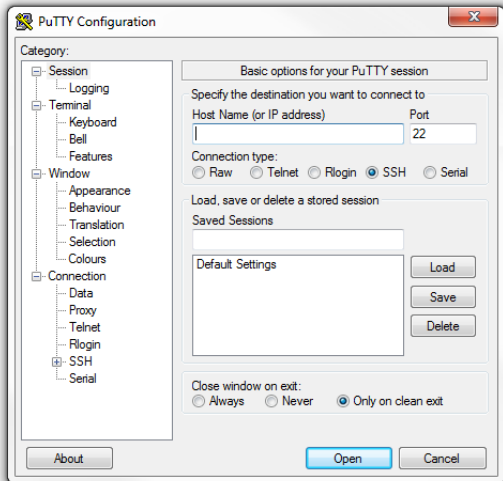 PuTTY Configuration
Category:
Session
Logging
Terminal
Keyboard
Bell
Features
Window
Appearance
Behaviour
Translation
Selection
Colours
Connection
Data
Proxy
Telnet
Rlogin
SSH
Serial
Basic options for your PuTTY session
Specify the destination you want to connect to
Host Name (or IP address) Port
22
Connection type:
Raw Telnet Rlogin SSH Serial
Load, save or delete a stored session
Saved Sessions
Default Settings
Load
Save
Delete
Close window on exit:
Always Never Only on clean exit
About Open Cancel